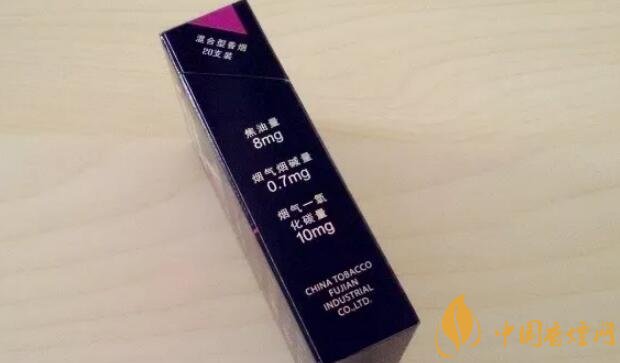 混合型香烟
20支装
焦油量
8mg
烟气烟碱量
0.7mg
烟气一氧
化碳量
10mg
CHINA TOBACCO
FUJIAN
INDUSTRIAL
CO.,LTD.
中国香烟网